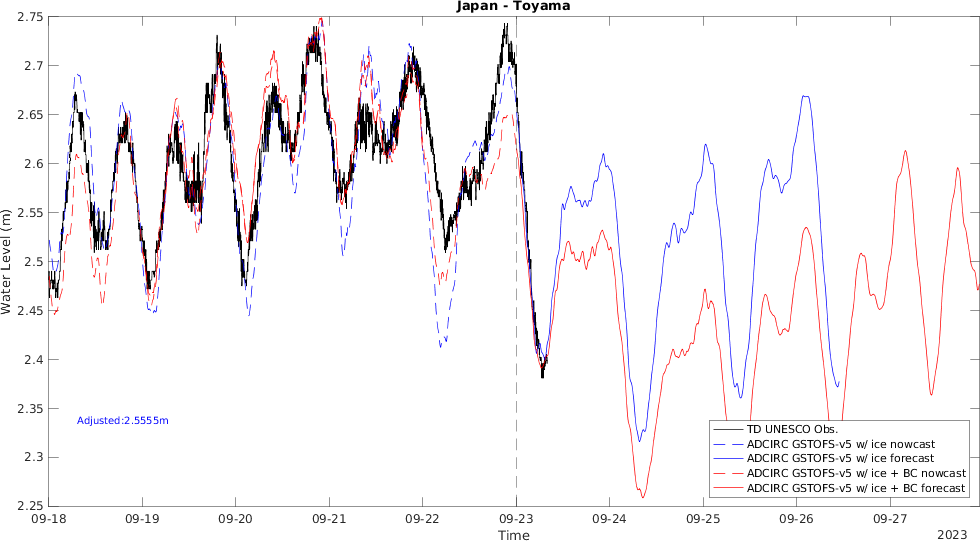 Japan - Toyama
Water Level (m)
2.75
2.7
2.65
2.6
2.55
2.5
2.45
2.4
2.35
2.3
2.25
Adjusted:2.5555m
TD UNESCO Obs.
ADCIRC GSTOFS-v5 w/ ice nowcast
ADCIRC GSTOFS-v5 w/ ice forecast
ADCIRC GSTOFS-v5 w/ ice + BC nowcast
ADCIRC GSTOFS-v5 w/ ice + BC forecast
09-18 09-19 09-20 09-21 09-22 09-23 09-24 09-25 09-26 09-27
Time
2023